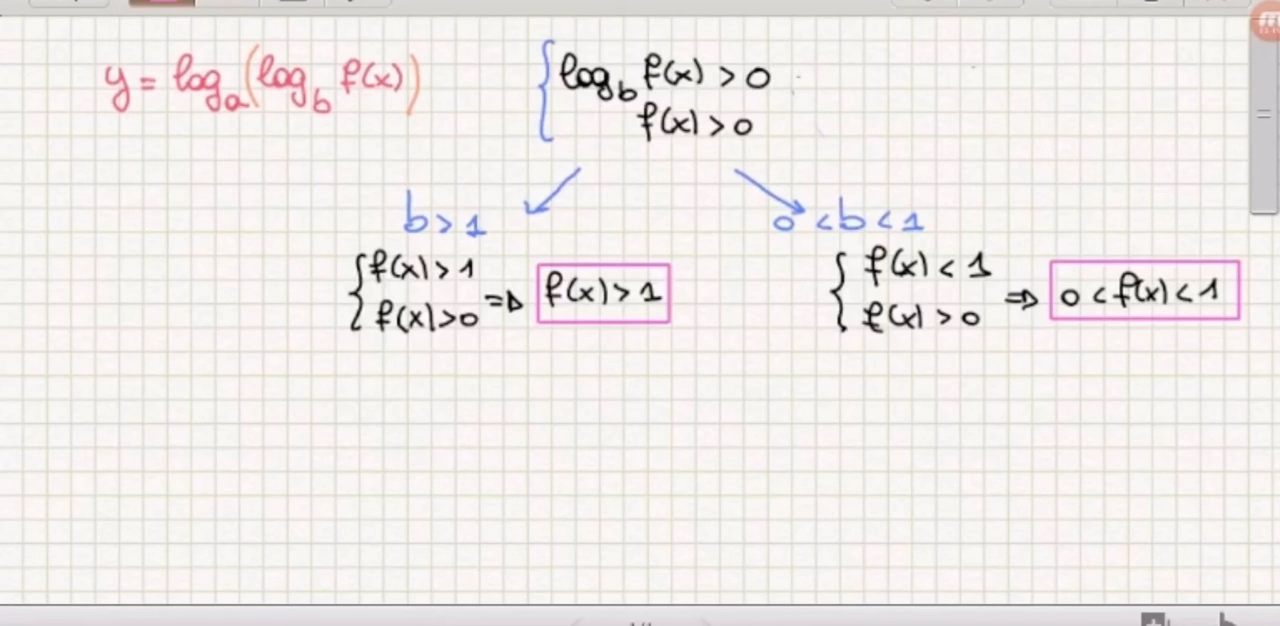 y = log_a (log_b f(x))
{ log_b f(x) > 0
f(x) > 0
b > 1
0 < b < 1
{ f(x) > 1
f(x) > 0 => f(x) > 1
{ f(x) < 1
f(x) > 0 => 0 < f(x) < 1